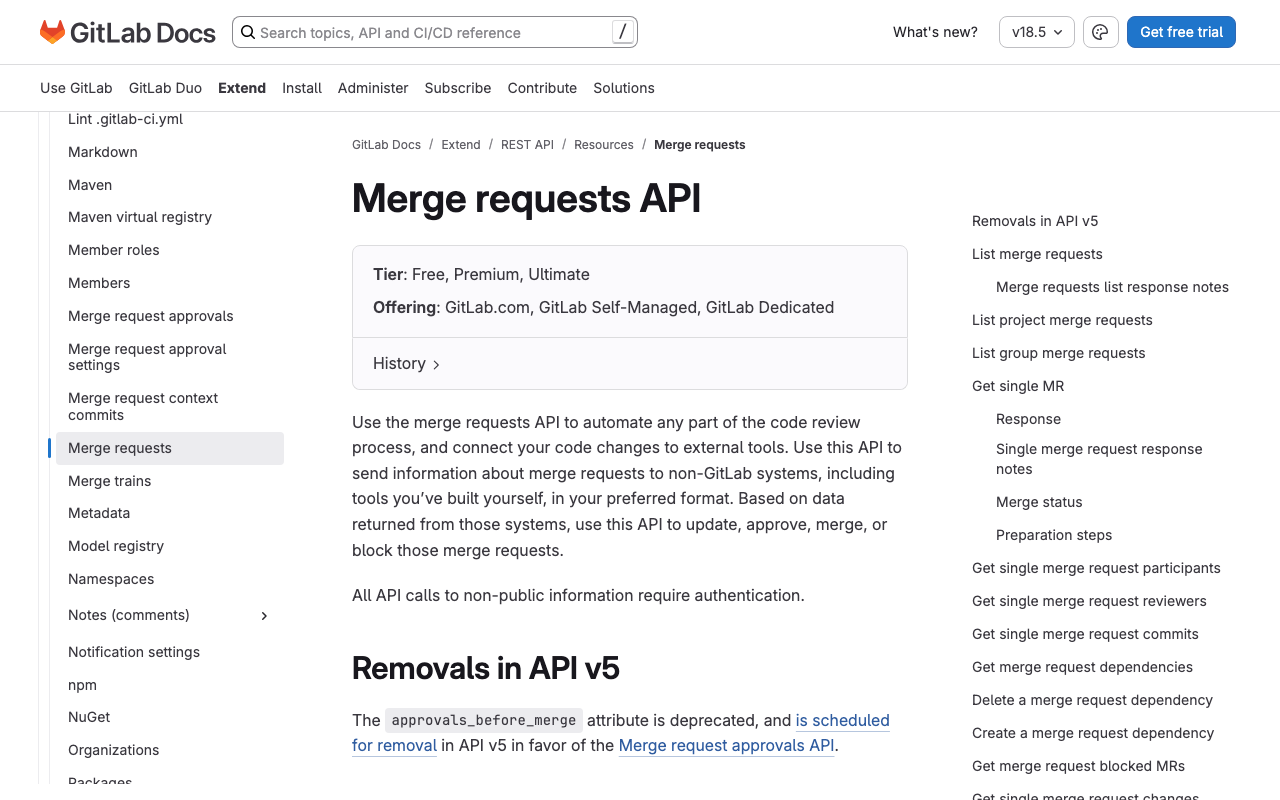 GitLab Docs
Search topics, API and CI/CD reference
/
What's new?
v18.5
Get free trial
Use GitLab
GitLab Duo
Extend
Install
Administer
Subscribe
Contribute
Solutions
Lint .gitlab-ci.yml
Markdown
Maven
Maven virtual registry
Member roles
Members
Merge request approvals
Merge request approval
settings
Merge request context
commits
Merge requests
Merge trains
Metadata
Model registry
Namespaces
Notes (comments)
Notification settings
npm
NuGet
Organizations
Packages
GitLab Docs / Extend / REST API / Resources / Merge requests
Merge requests API
Tier: Free, Premium, Ultimate
Offering: GitLab.com, GitLab Self-Managed, GitLab Dedicated
History
Use the merge requests API to automate any part of the code review
process, and connect your code changes to external tools. Use this API to
send information about merge requests to non-GitLab systems, including
tools you’ve built yourself, in your preferred format. Based on data
returned from those systems, use this API to update, approve, merge, or
block those merge requests.
All API calls to non-public information require authentication.
Removals in API v5
The approvals_before_merge attribute is deprecated, and is scheduled
for removal in API v5 in favor of the Merge request approvals API.
Removals in API v5
List merge requests
Merge requests list response notes
List project merge requests
List group merge requests
Get single MR
Response
Single merge request response
notes
Merge status
Preparation steps
Get single merge request participants
Get single merge request reviewers
Get single merge request commits
Get merge request dependencies
Delete a merge request dependency
Create a merge request dependency
Get merge request blocked MRs
Get single merge request changes